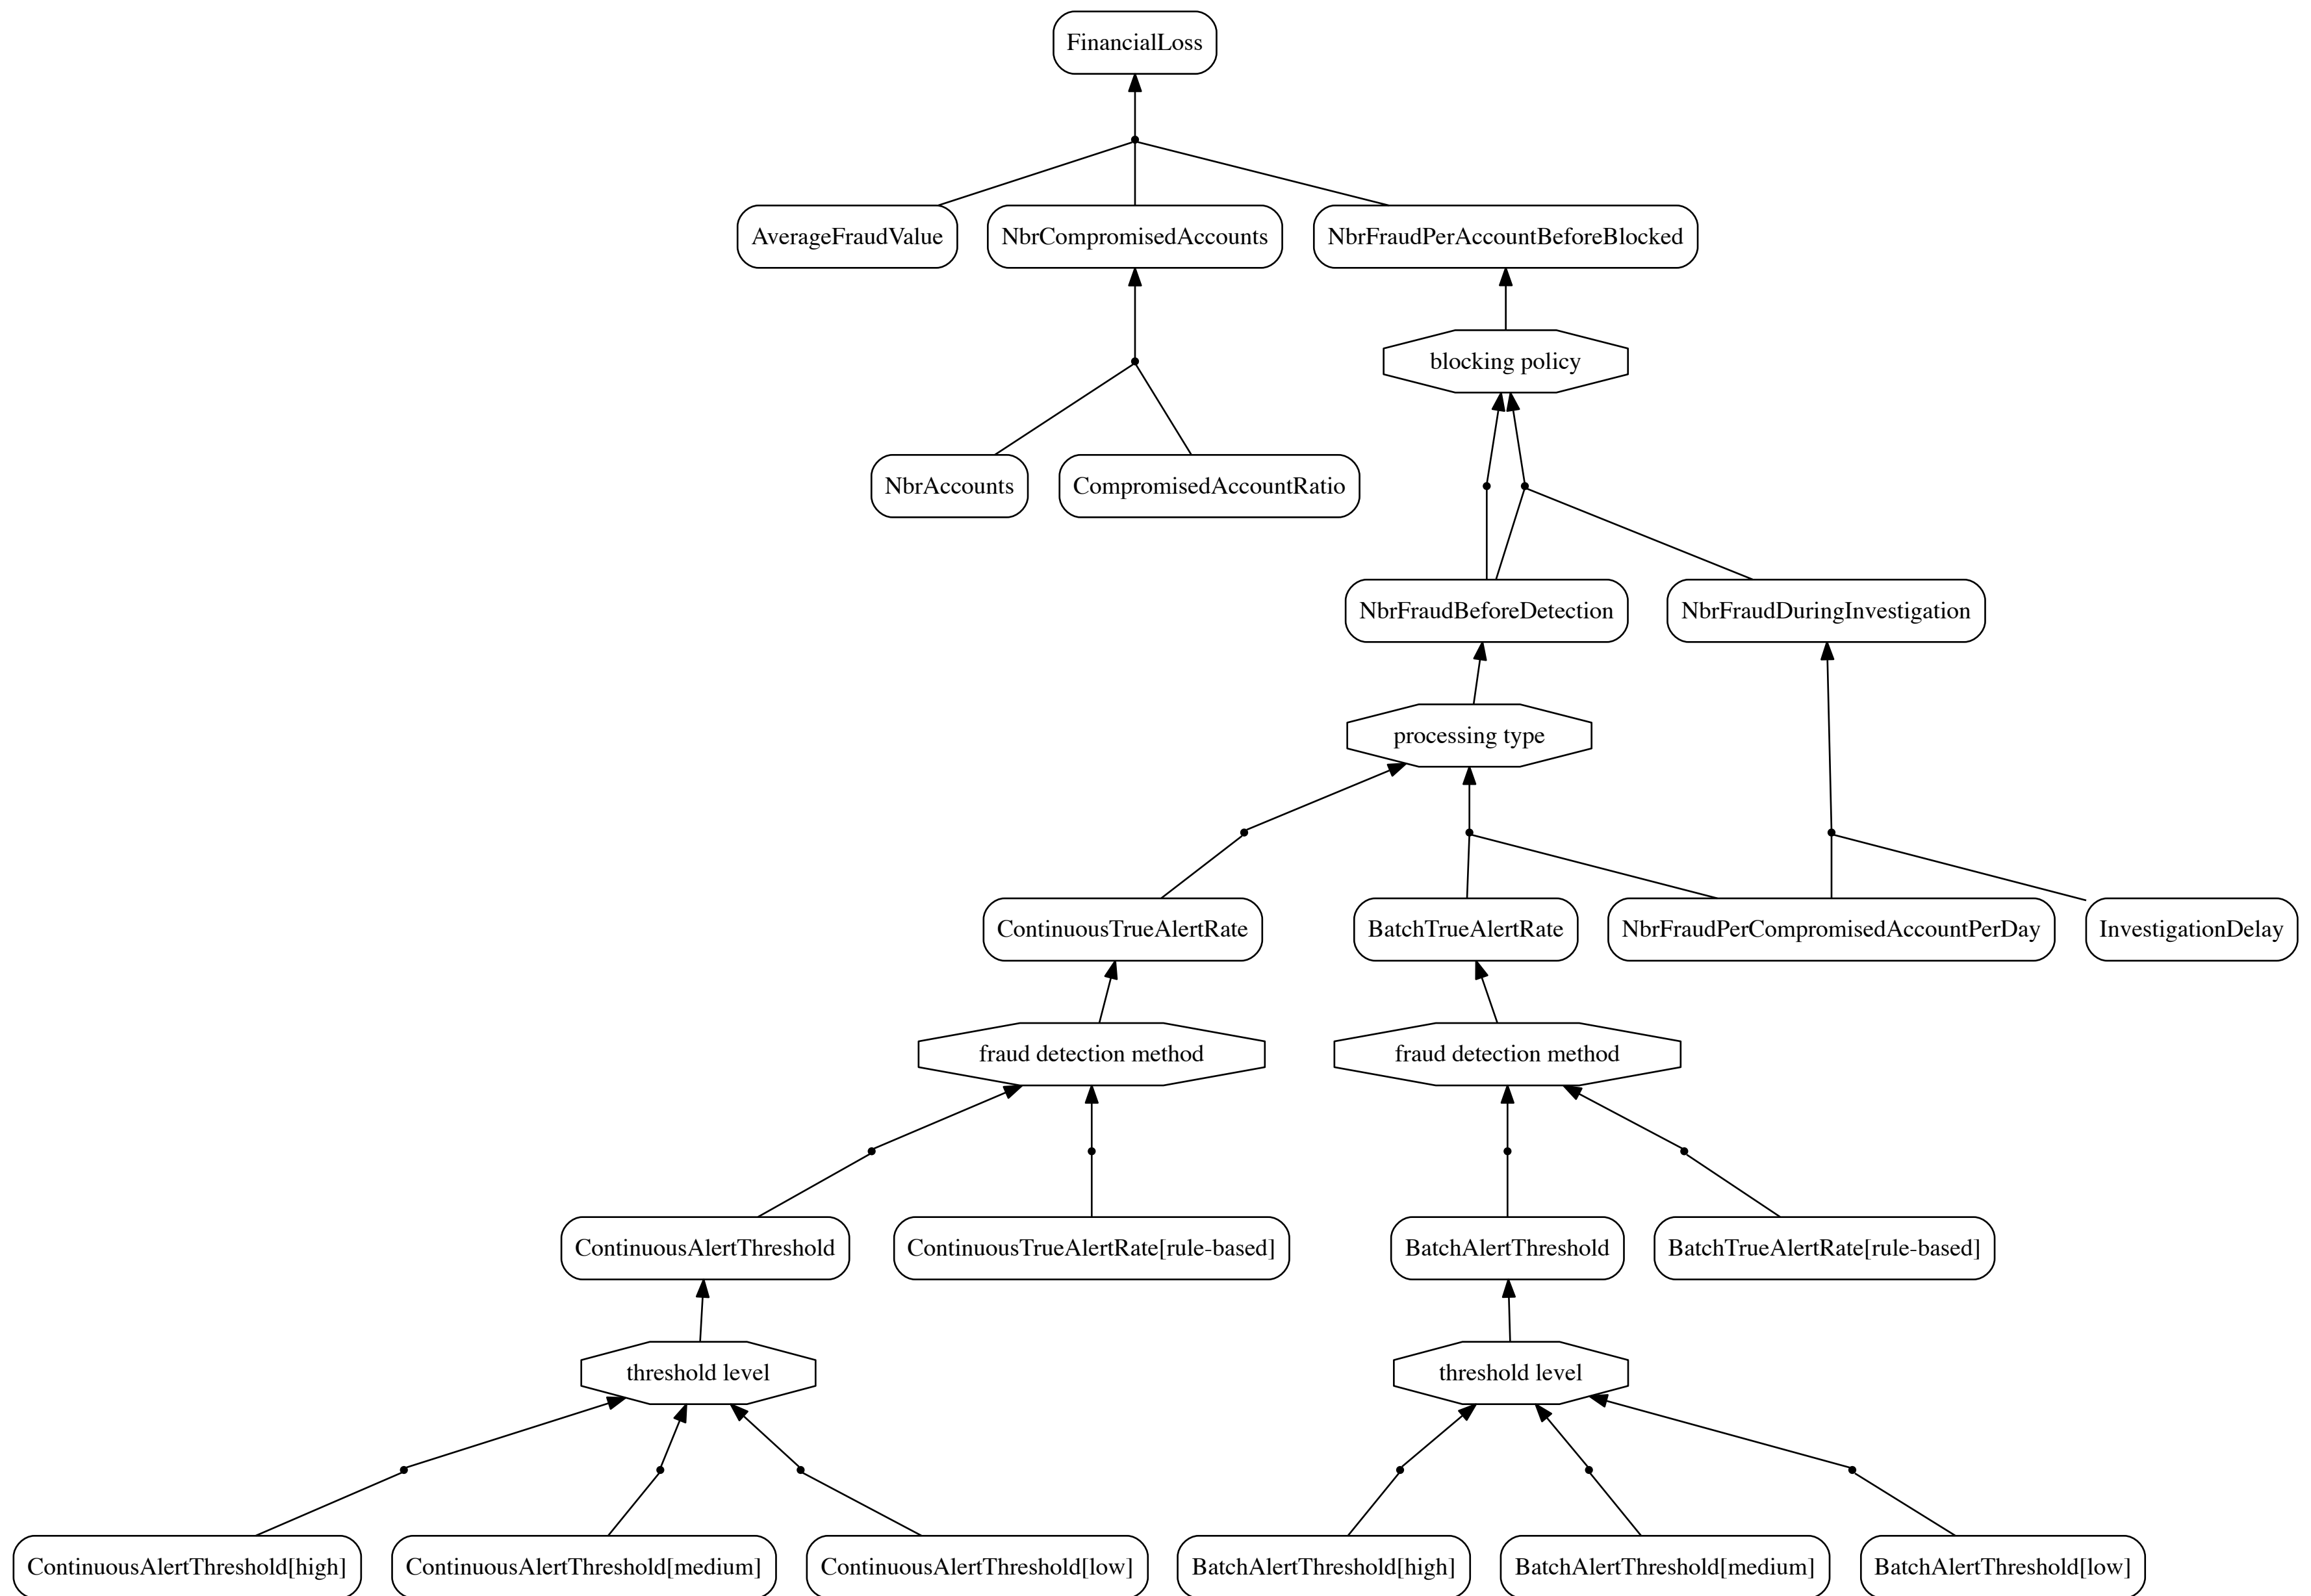 FinancialLoss
AverageFraudValue
NbrCompromisedAccounts
NbrFraudPerAccountBeforeBlocked
blocking policy
NbrAccounts
CompromisedAccountRatio
NbrFraudBeforeDetection
NbrFraudDuringInvestigation
processing type
ContinuousTrueAlertRate
BatchTrueAlertRate
NbrFraudPerCompromisedAccountPerDay
InvestigationDelay
fraud detection method
fraud detection method
ContinuousAlertThreshold
ContinuousTrueAlertRate[rule-based]
BatchAlertThreshold
BatchTrueAlertRate[rule-based]
threshold level
threshold level
ContinuousAlertThreshold[high]
ContinuousAlertThreshold[medium]
ContinuousAlertThreshold[low]
BatchAlertThreshold[high]
BatchAlertThreshold[medium]
BatchAlertThreshold[low]